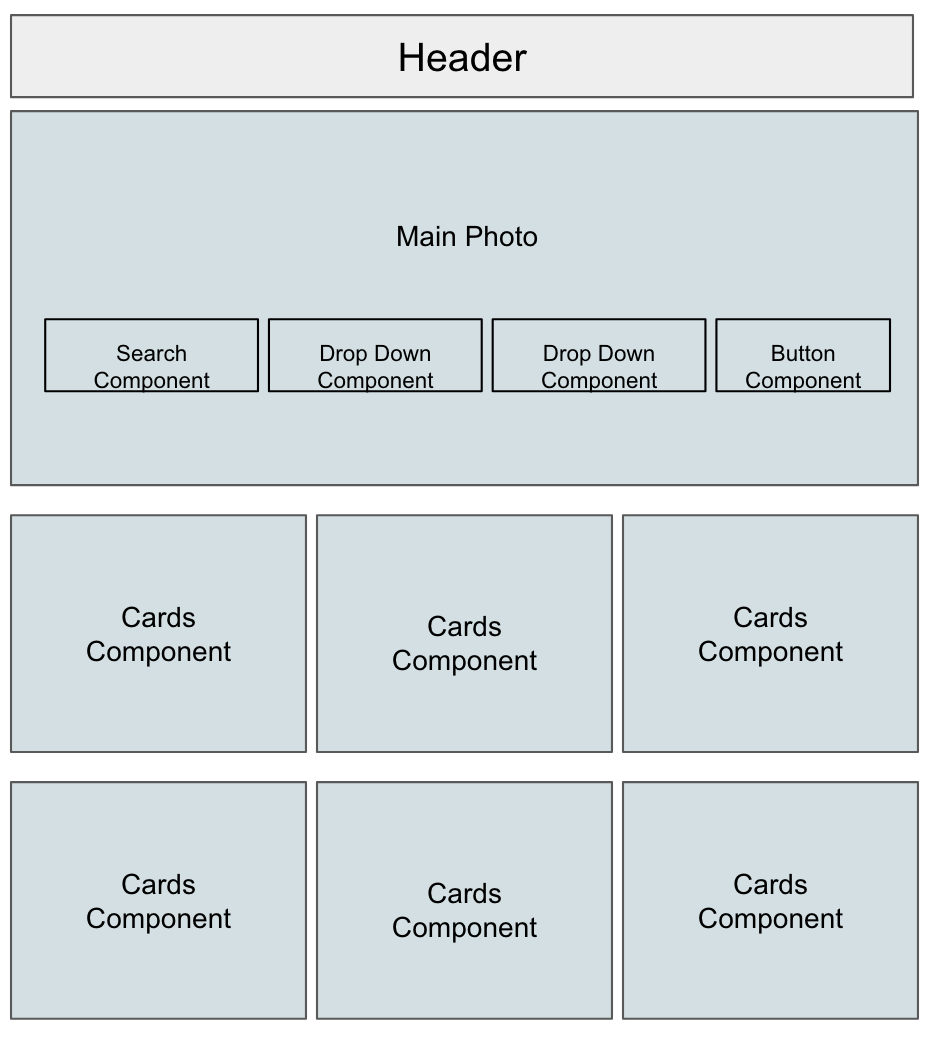 Header
Main Photo
Search
Component
Drop Down
Component
Drop Down
Component
Button
Component
Cards
Component
Cards
Component
Cards
Component
Cards
Component
Cards
Component
Cards
Component